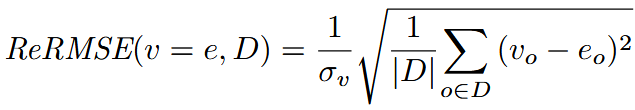 ReRMSE(v = e, D) = \frac{1}{\sigma_v} \sqrt{\frac{1}{|D|} \sum_{o \in D} (v_o - e_o)^2}